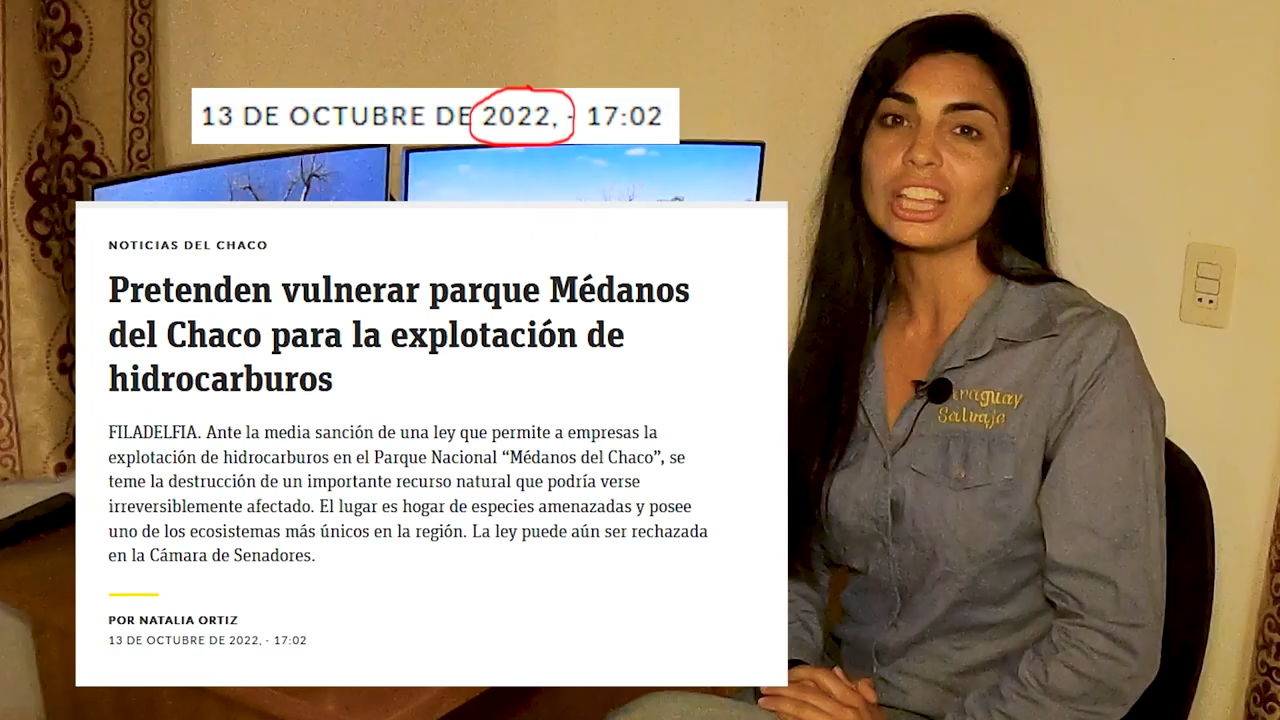 13 DE OCTUBRE DE 2022, - 17:02
NOTICIAS DEL CHACO
Pretenden vulnerar parque Médanos
del Chaco para la explotación de
hidrocarburos
FILADELFIA. Ante la media sanción de una ley que permite a empresas la
explotación de hidrocarburos en el Parque Nacional “Médanos del Chaco”, se
teme la destrucción de un importante recurso natural que podría verse
irreversiblemente afectado. El lugar es hogar de especies amenazadas y posee
uno de los ecosistemas más únicos en la región. La ley puede aún ser rechazada
en la Cámara de Senadores.
POR NATALIA ORTIZ
13 DE OCTUBRE DE 2022, - 17:02
Salvaje